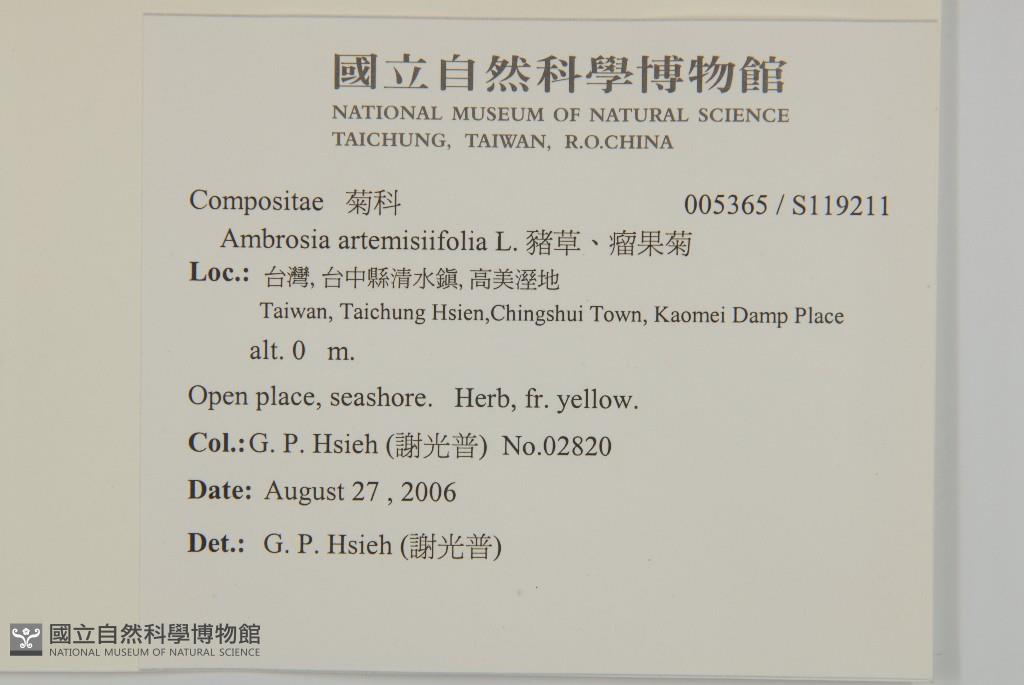 國立自然科學博物館
NATIONAL MUSEUM OF NATURAL SCIENCE
TAICHUNG, TAIWAN, R.O.CHINA
Compositae 菊科 005365 / S119211
Ambrosia artemisiifolia L. 豬草、瘤果菊
Loc.: 台灣, 台中縣清水鎭, 高美溼地
Taiwan, Taichung Hsien,Chingshui Town, Kaomei Damp Place
alt. 0 m.
Open place, seashore. Herb, fr. yellow.
Col.: G. P. Hsieh (謝光普) No.02820
Date: August 27 , 2006
Det.: G. P. Hsieh (謝光普)
國立自然科學博物館
NATIONAL MUSEUM OF NATURAL SCIENCE